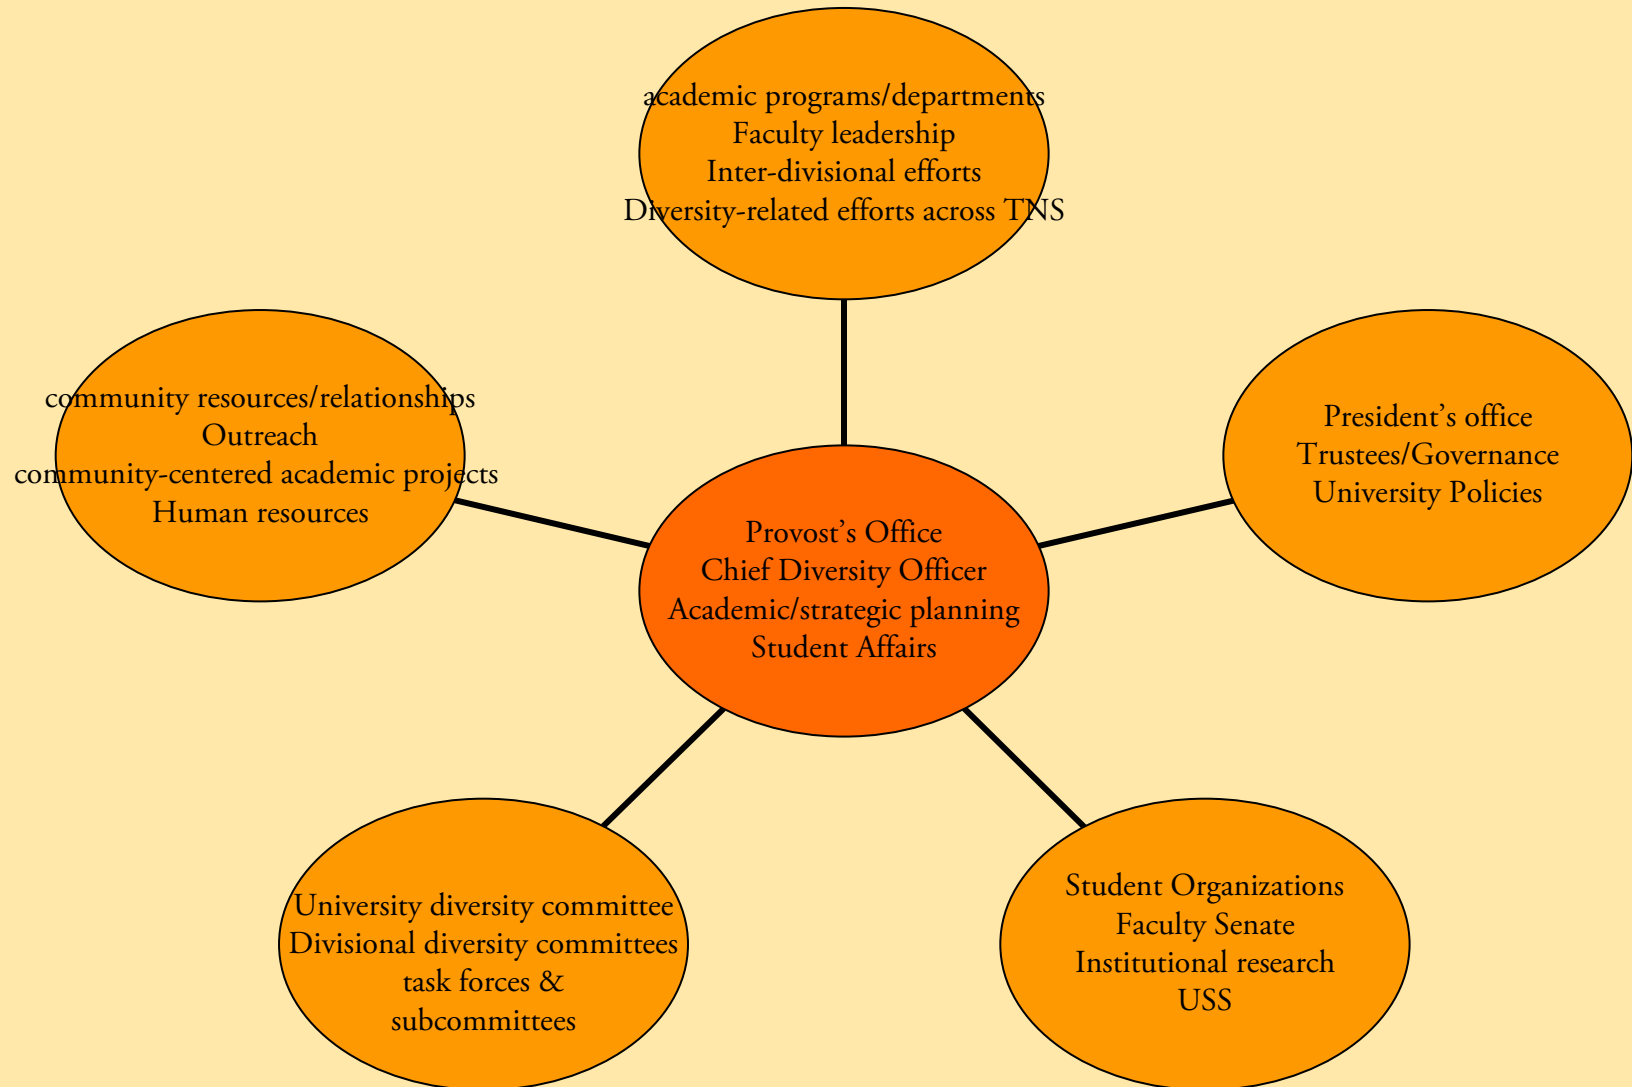 academic programs/departments
Faculty leadership
Inter-divisional efforts
Diversity-related efforts across TNS
community resources/relationships
Outreach
community-centered academic projects
Human resources
President’s office
Trustees/Governance
University Policies
Provost’s Office
Chief Diversity Officer
Academic/strategic planning
Student Affairs
University diversity committee
Divisional diversity committees
task forces &
subcommittees
Student Organizations
Faculty Senate
Institutional research
USS